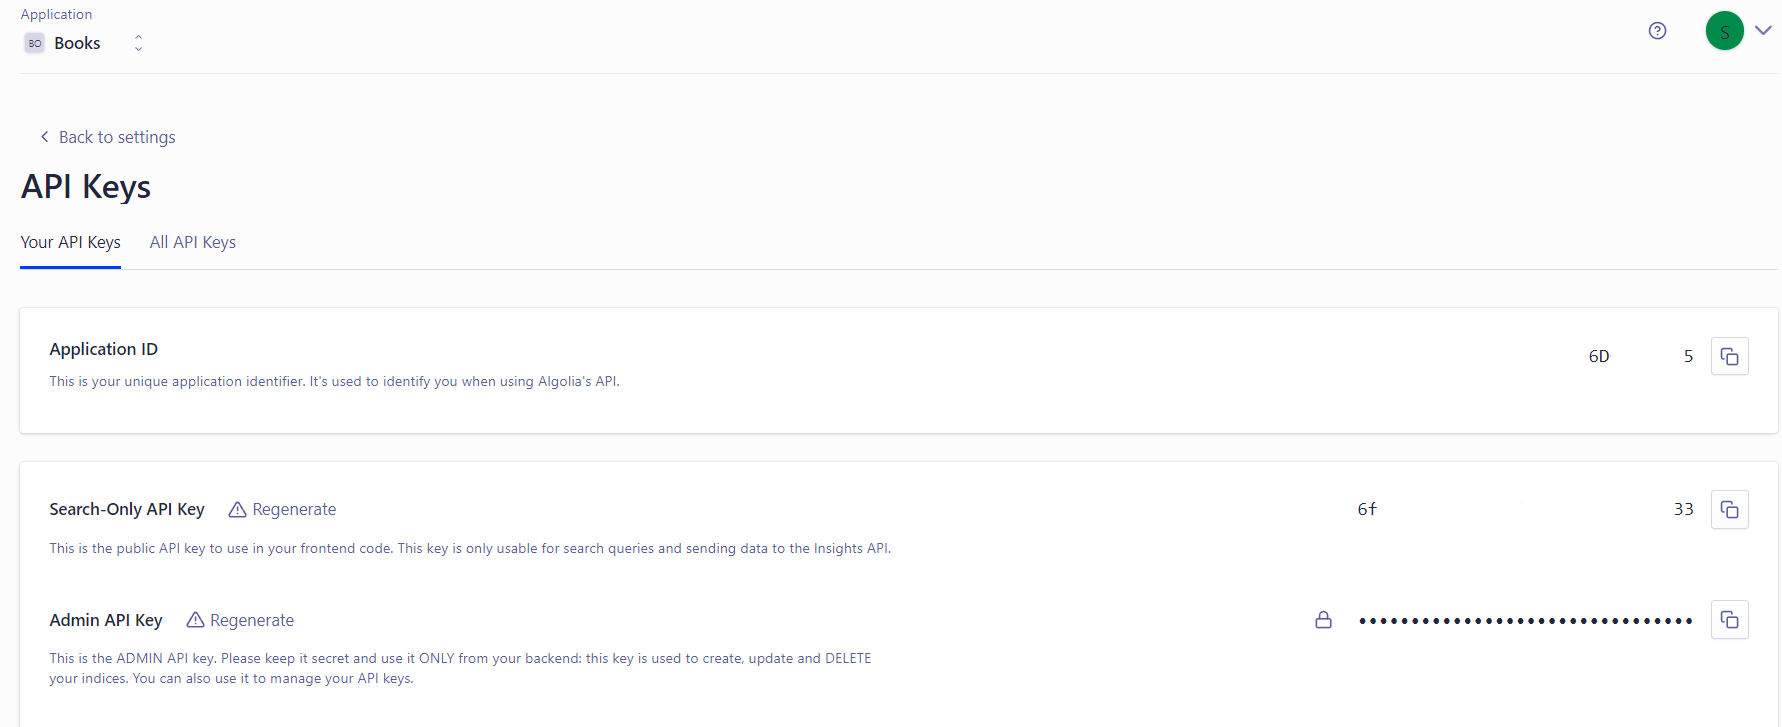 Application
BO Books
S
Back to settings
API Keys
Your API Keys All API Keys
Application ID
6D 5
This is your unique application identifier. It's used to identify you when using Algolia's API.
Search-Only API Key Regenerate
6f 33
This is the public API key to use in your frontend code. This key is only usable for search queries and sending data to the Insights API.
Admin API Key Regenerate
••••••••••••••••••••••••••••••••
This is the ADMIN API key. Please keep it secret and use it ONLY from your backend: this key is used to create, update and DELETE
your indices. You can also use it to manage your API keys.